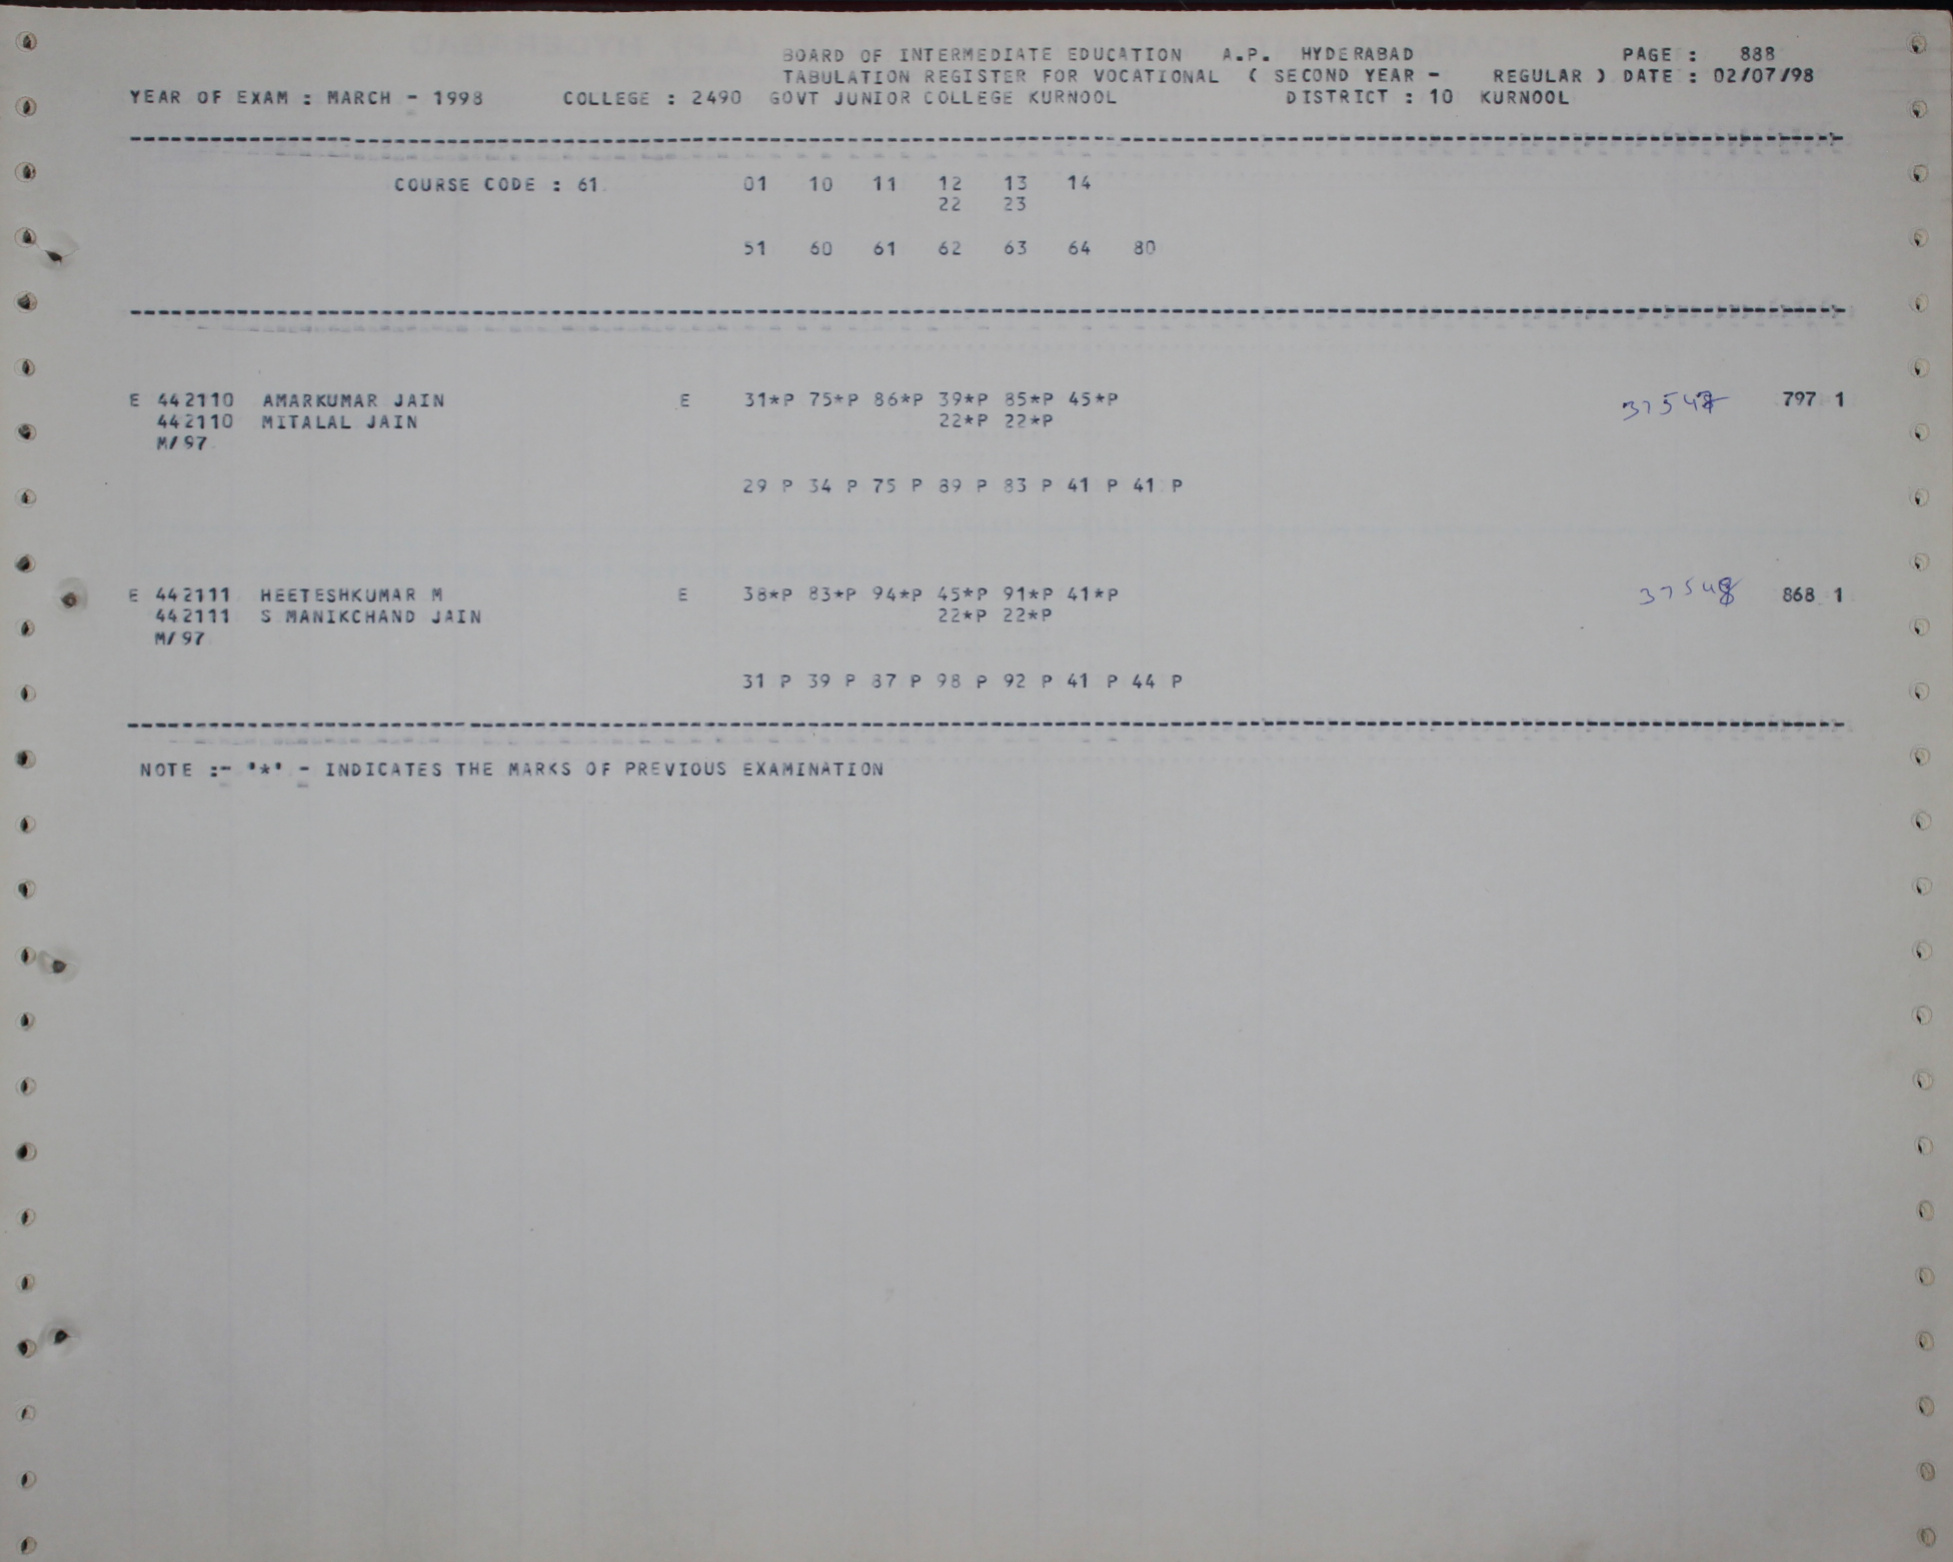 BOARD OF INTERMEDIATE EDUCATION A.P. HYDERABAD PAGE : 888
TABULATION REGISTER FOR VOCATIONAL ( SECOND YEAR - REGULAR ) DATE : 02/07/98
YEAR OF EXAM : MARCH - 1998 COLLEGE : 2490 GOVT JUNIOR COLLEGE KURNOOL DISTRICT : 10 KURNOOL
COURSE CODE : 61 01 10 11 12 13 14
22 23
51 60 61 62 63 64 80
E 442110 AMARKUMAR JAIN E 31*P 75*P 86*P 39*P 85*P 45*P 37547 797 1
442110 MITALAL JAIN 22*P 22*P
M/97
29 P 34 P 75 P 89 P 83 P 41 P 41 P
E 442111 HEETESHKUMAR M E 38*P 83*P 94*P 45*P 91*P 41*P 37548 868 1
442111 S MANIKCHAND JAIN 22*P 22*P
M/97
31 P 39 P 87 P 98 P 92 P 41 P 44 P
NOTE :- '*' - INDICATES THE MARKS OF PREVIOUS EXAMINATION